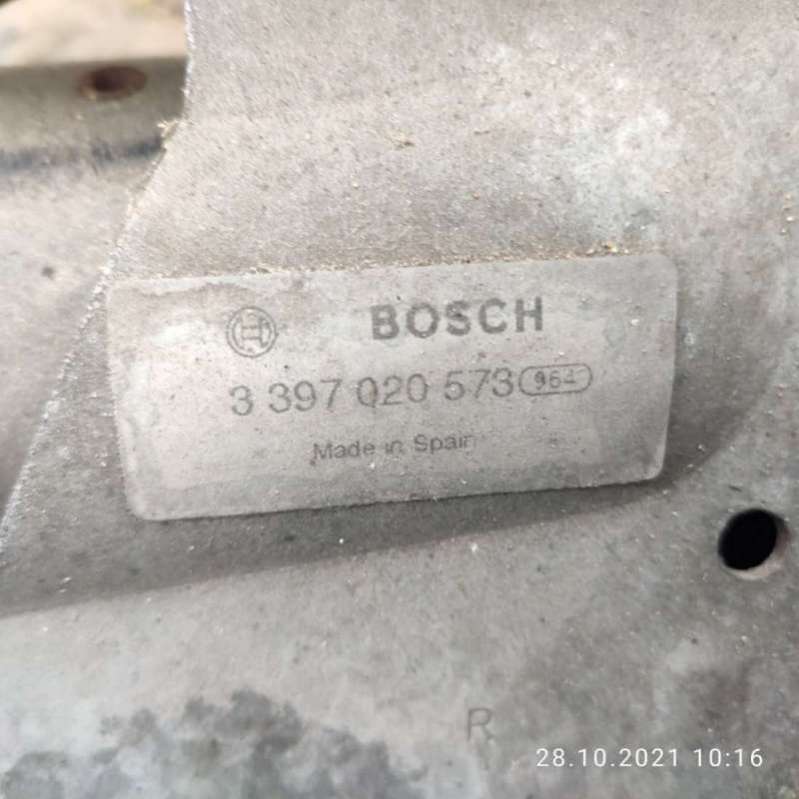 BOSCH
3 397 020 573 964
Made in Spain
R
28.10.2021 10:16